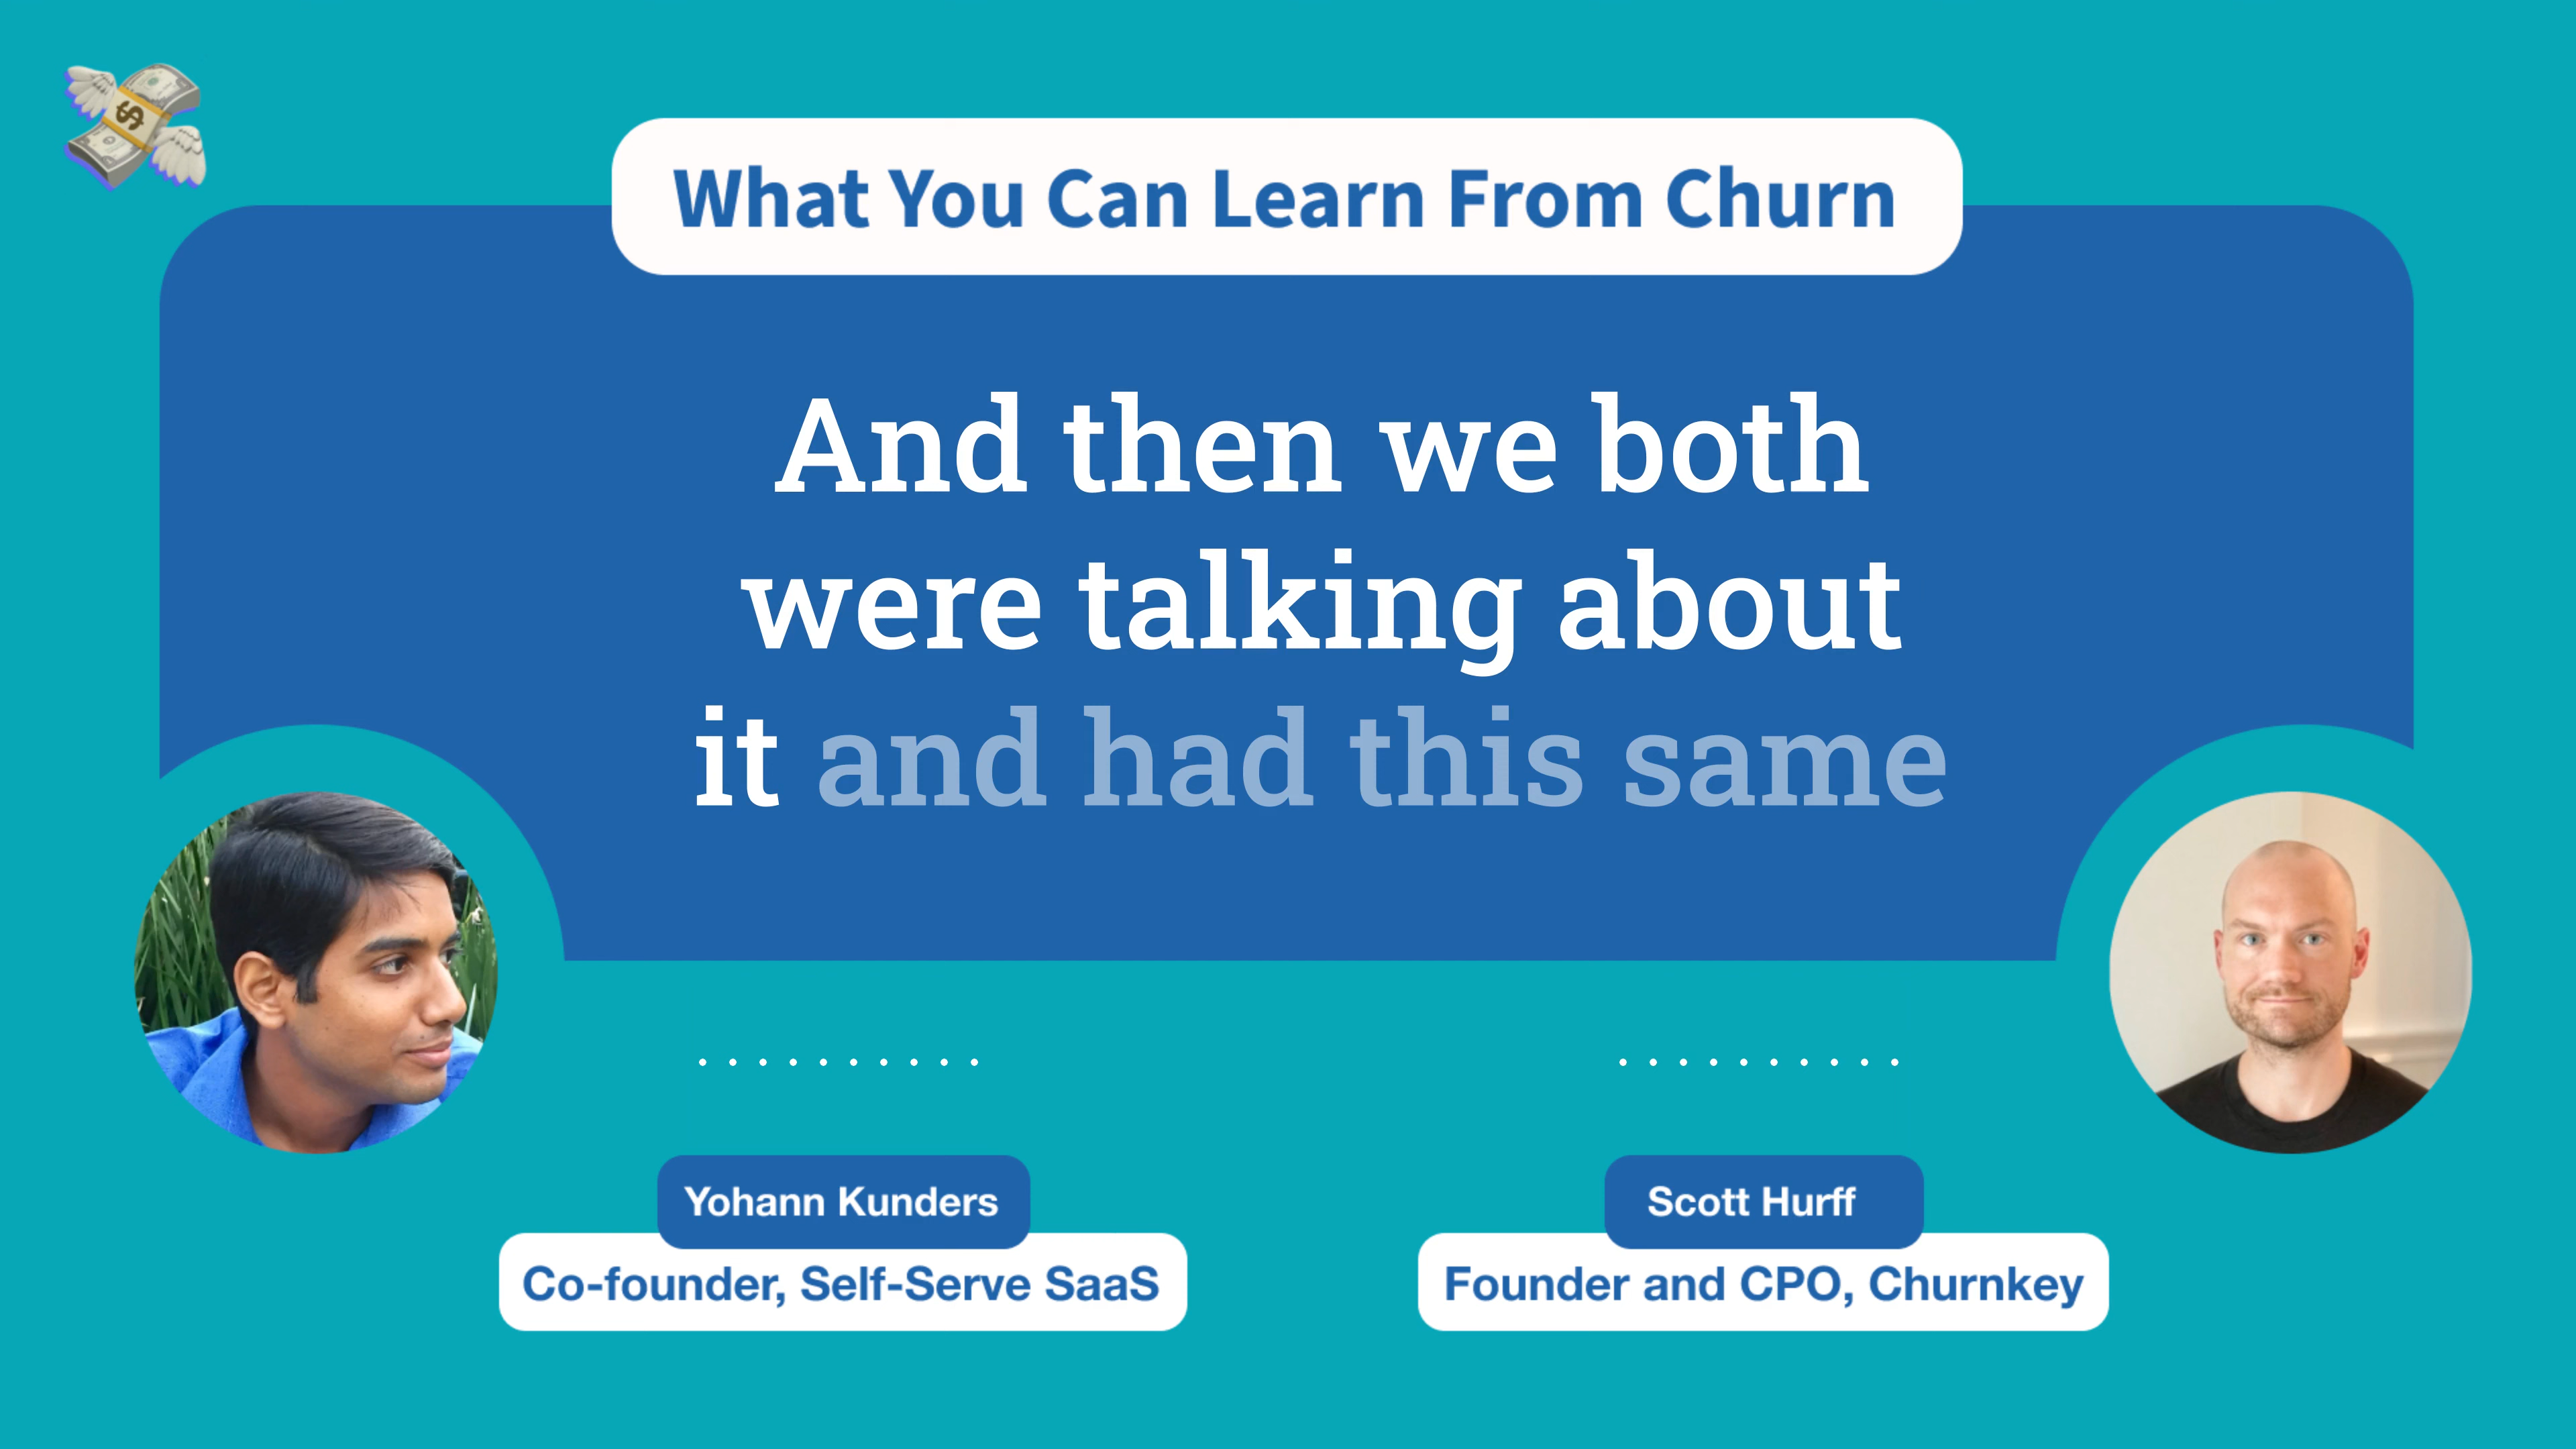 What You Can Learn From Churn
And then we both
were talking about
it and had this same
Yohann Kunders
Co-founder, Self-Serve SaaS
Scott Hurff
Founder and CPO, Churnkey